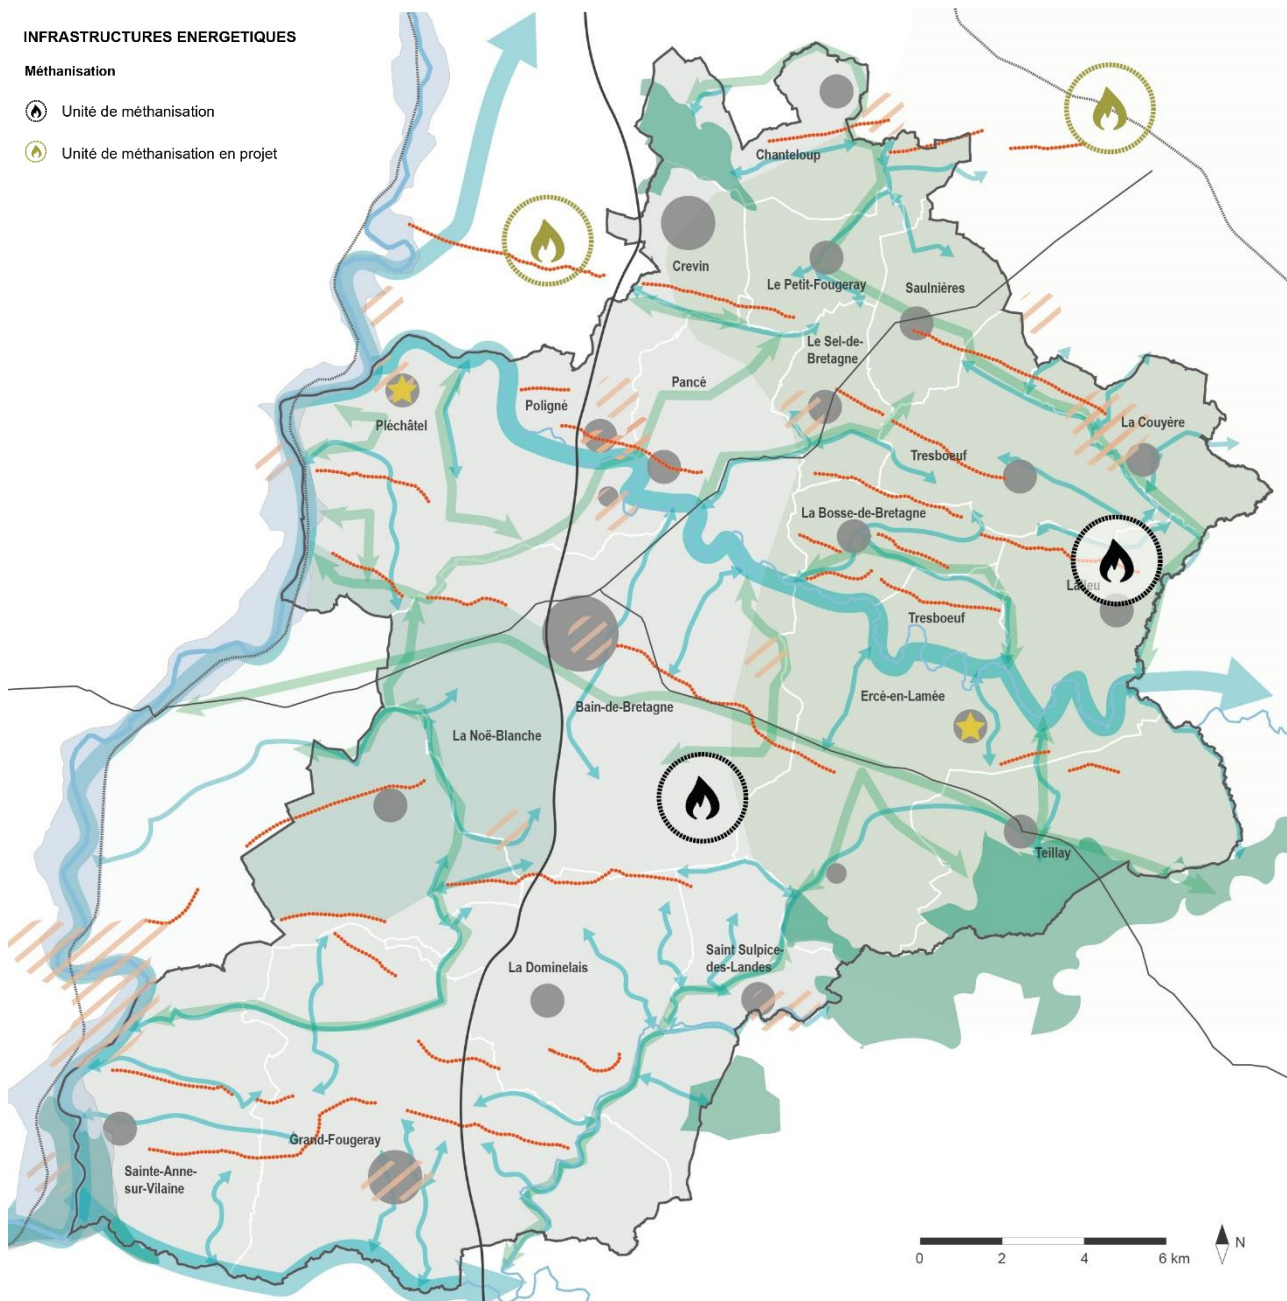 INFRASTRUCTURES ENERGETIQUES
Méthanisation
Unité de méthanisation
Unité de méthanisation en projet
Chanteloup
Crevin
Le Petit-Fougeray
Saulnières
Le Sel-de-
Bretagne
Pancé
Poligné
Pléchâtel
La Couyère
Tresboeuf
La Bosse-de-Bretagne
Tresboeuf
Ercé-en-Lamée
Bain-de-Bretagne
La Noë-Blanche
Teillay
Saint Sulpice-
des-Landes
La Dominelais
Grand-Fougeray
Sainte-Anne-
sur-Vilaine
0 2 4 6 km
N